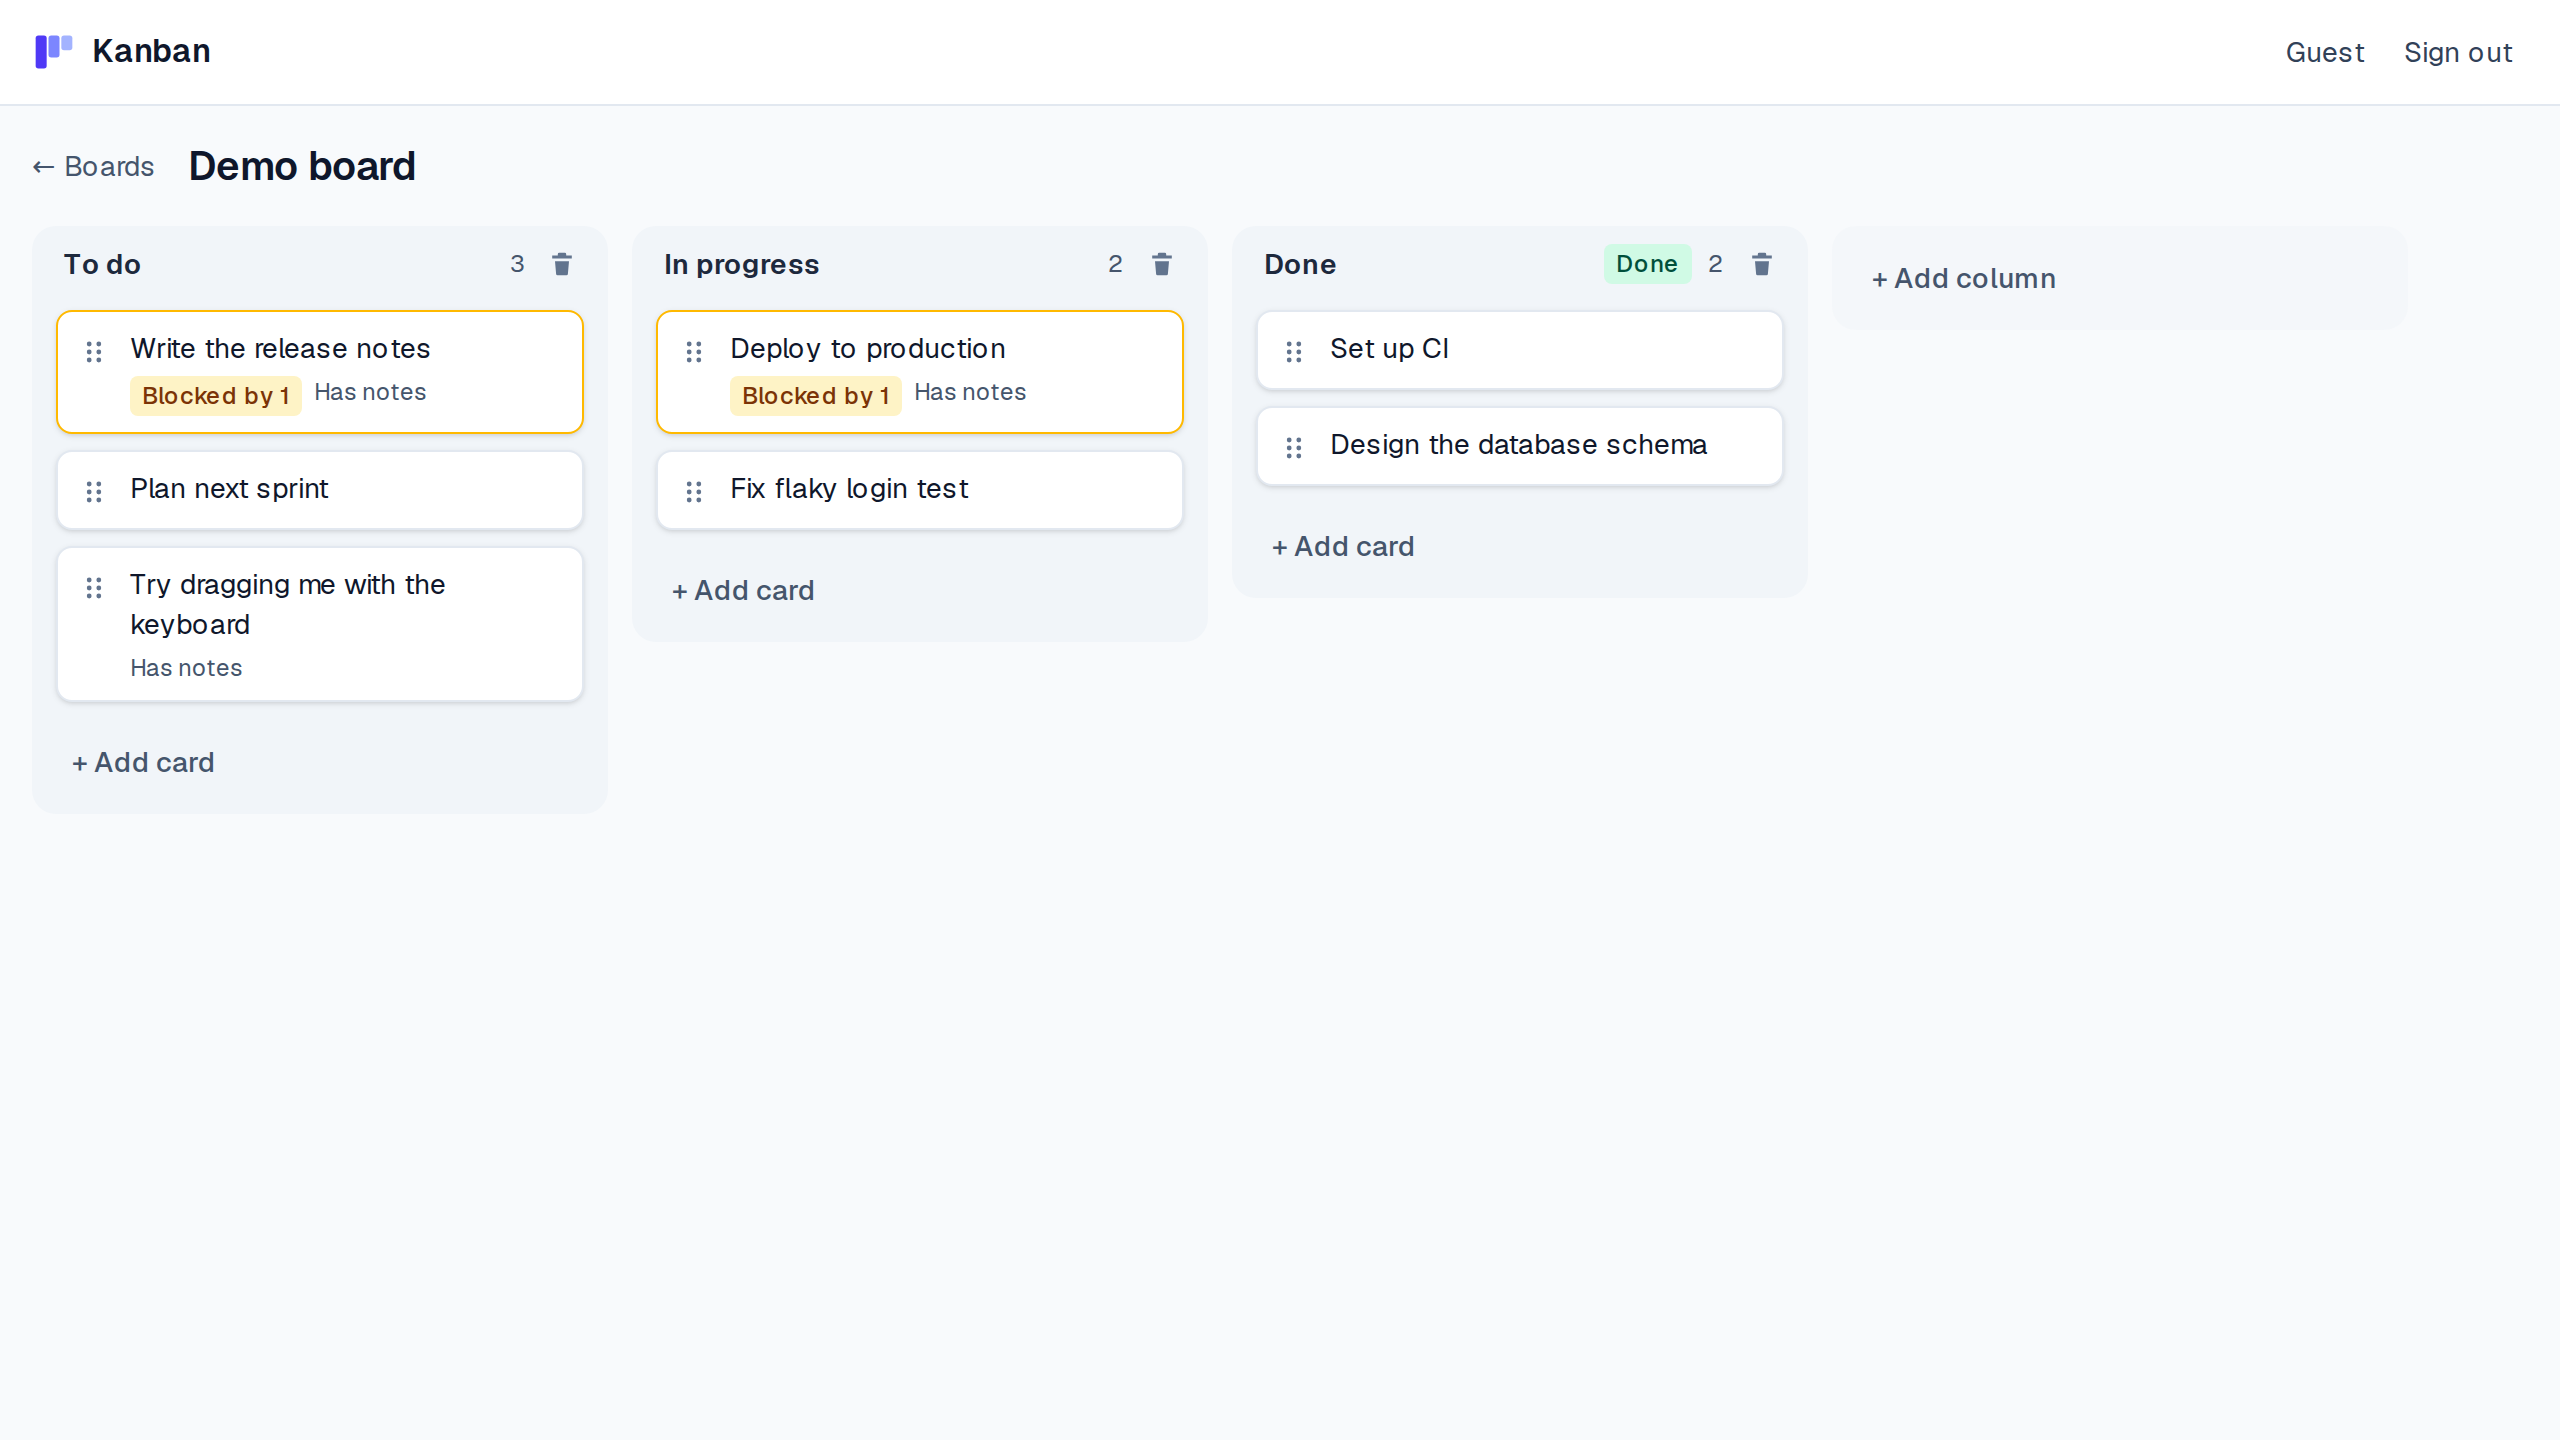 Kanban
Guest
Sign out
← Boards
Demo board
To do
3
Write the release notes
Blocked by 1
Has notes
Plan next sprint
Try dragging me with the
keyboard
Has notes
+ Add card
In progress
2
Deploy to production
Blocked by 1
Has notes
Fix flaky login test
+ Add card
Done
Done
2
Set up CI
Design the database schema
+ Add card
+ Add column